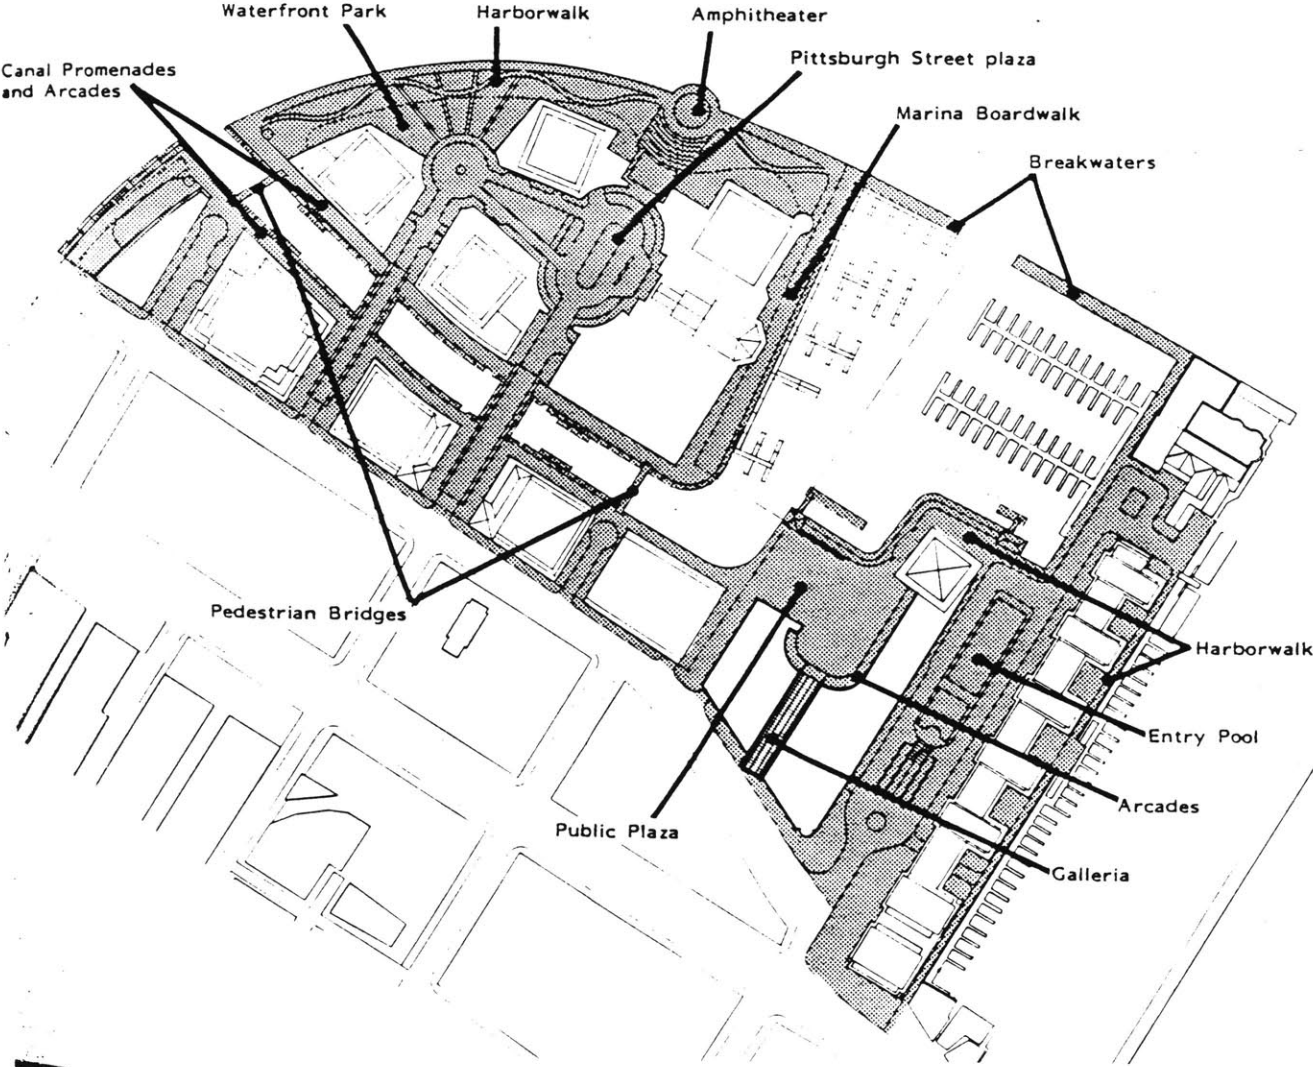 Waterfront Park
Harborwalk
Amphitheater
Pittsburgh Street plaza
Canal Promenades
and Arcades
Marina Boardwalk
Breakwaters
Pedestrian Bridges
Harborwalk
Entry Pool
Arcades
Public Plaza
Galleria